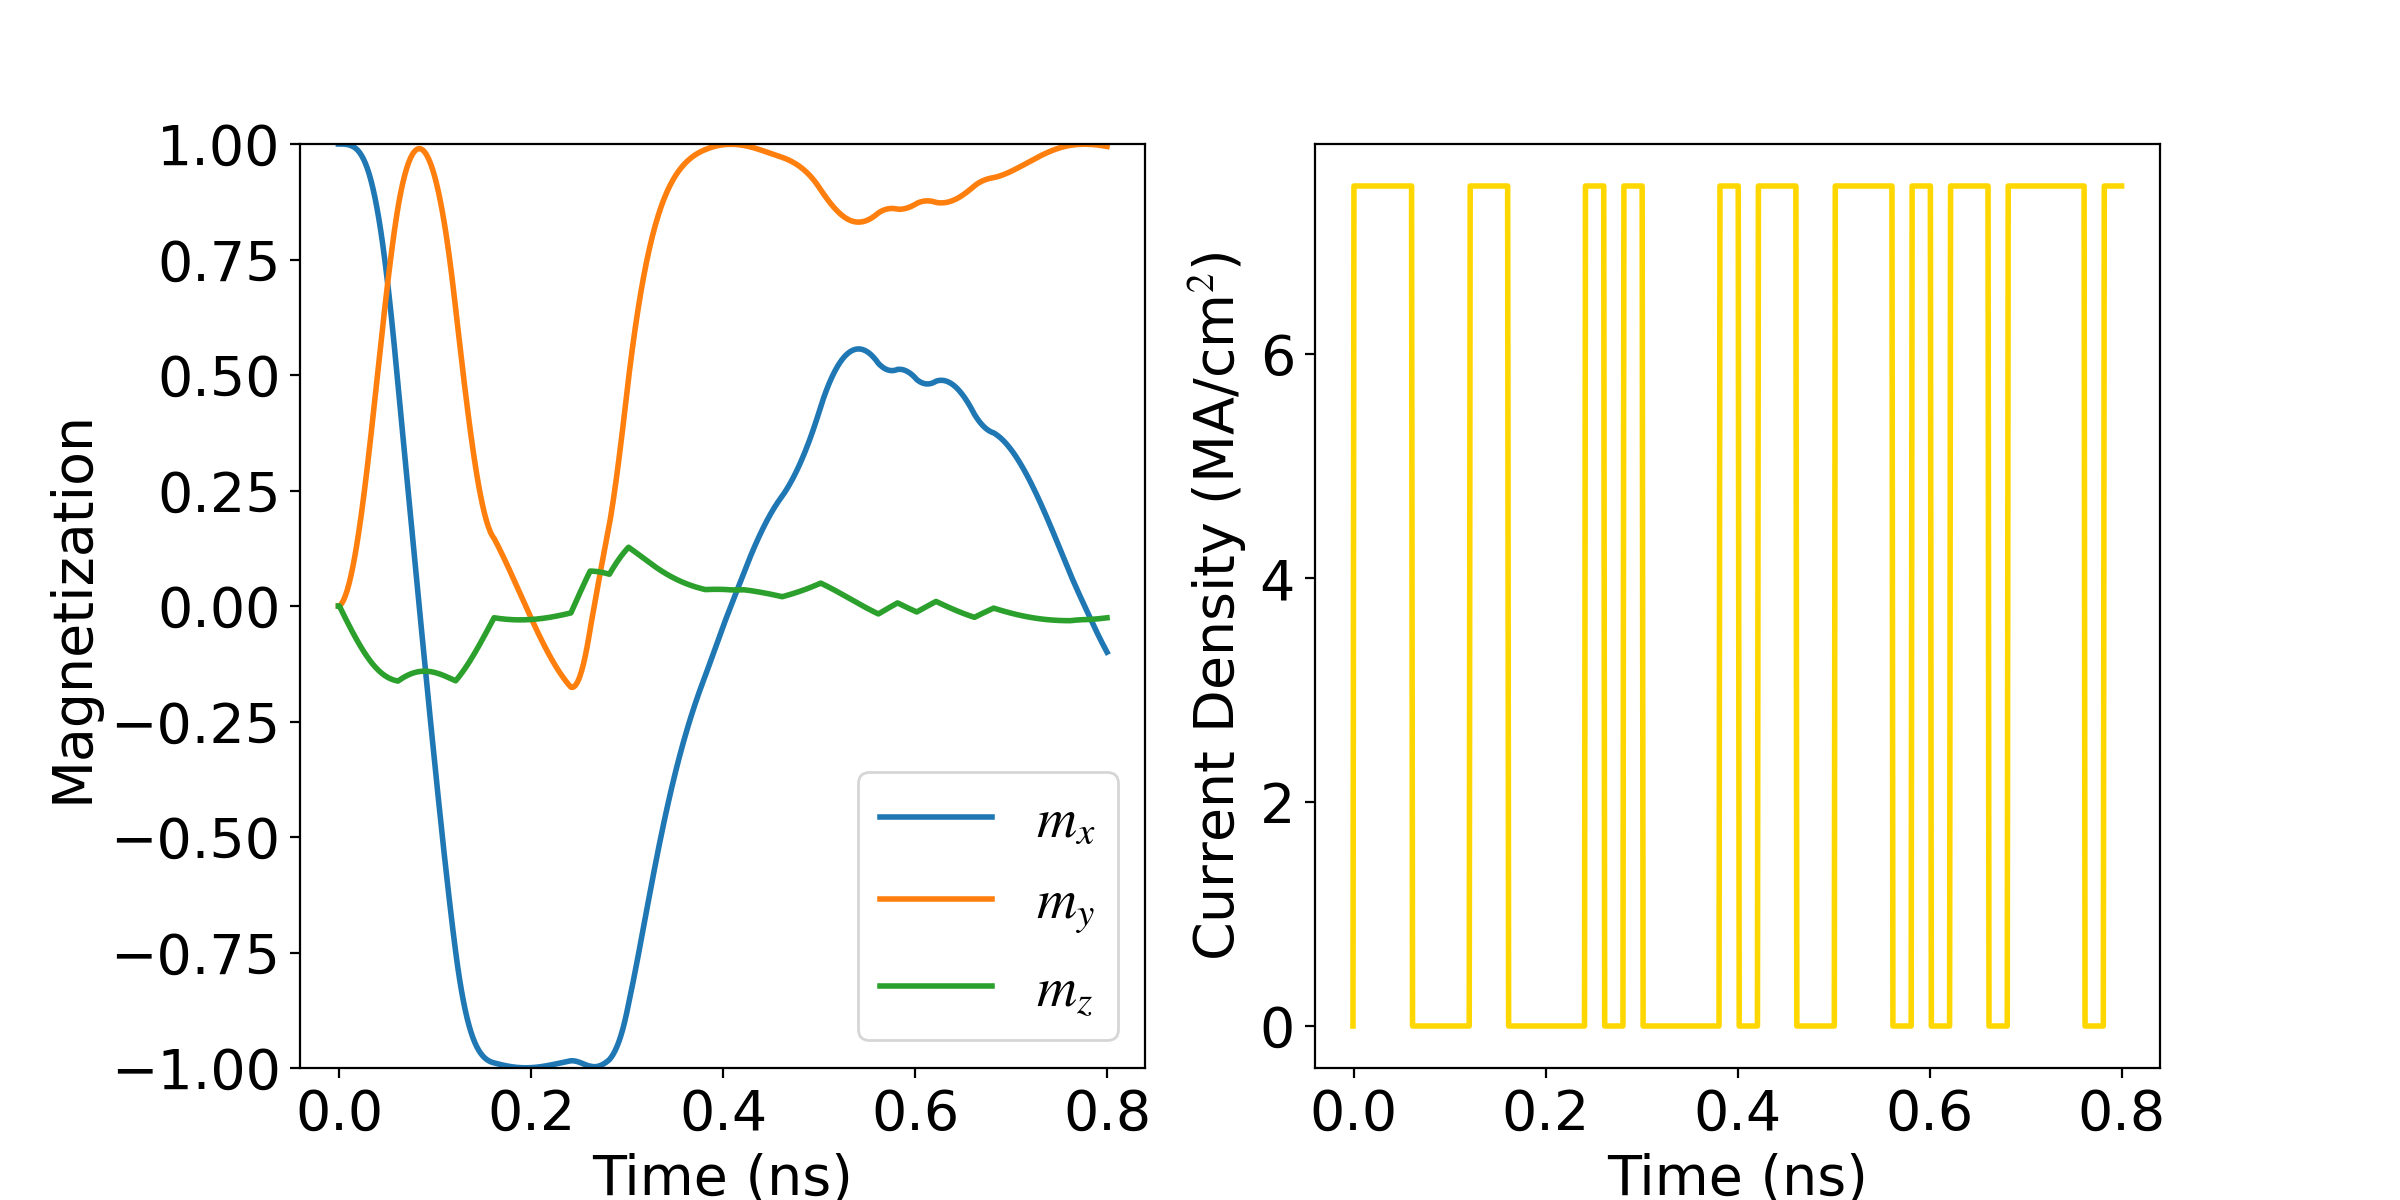 Magnetization
1.00
0.75
0.50
0.25
0.00
−0.25
−0.50
−0.75
−1.00
0.0 0.2 0.4 0.6 0.8
Time (ns)
m_x
m_y
m_z
Current Density (MA/cm²)
6
4
2
0
0.0 0.2 0.4 0.6 0.8
Time (ns)